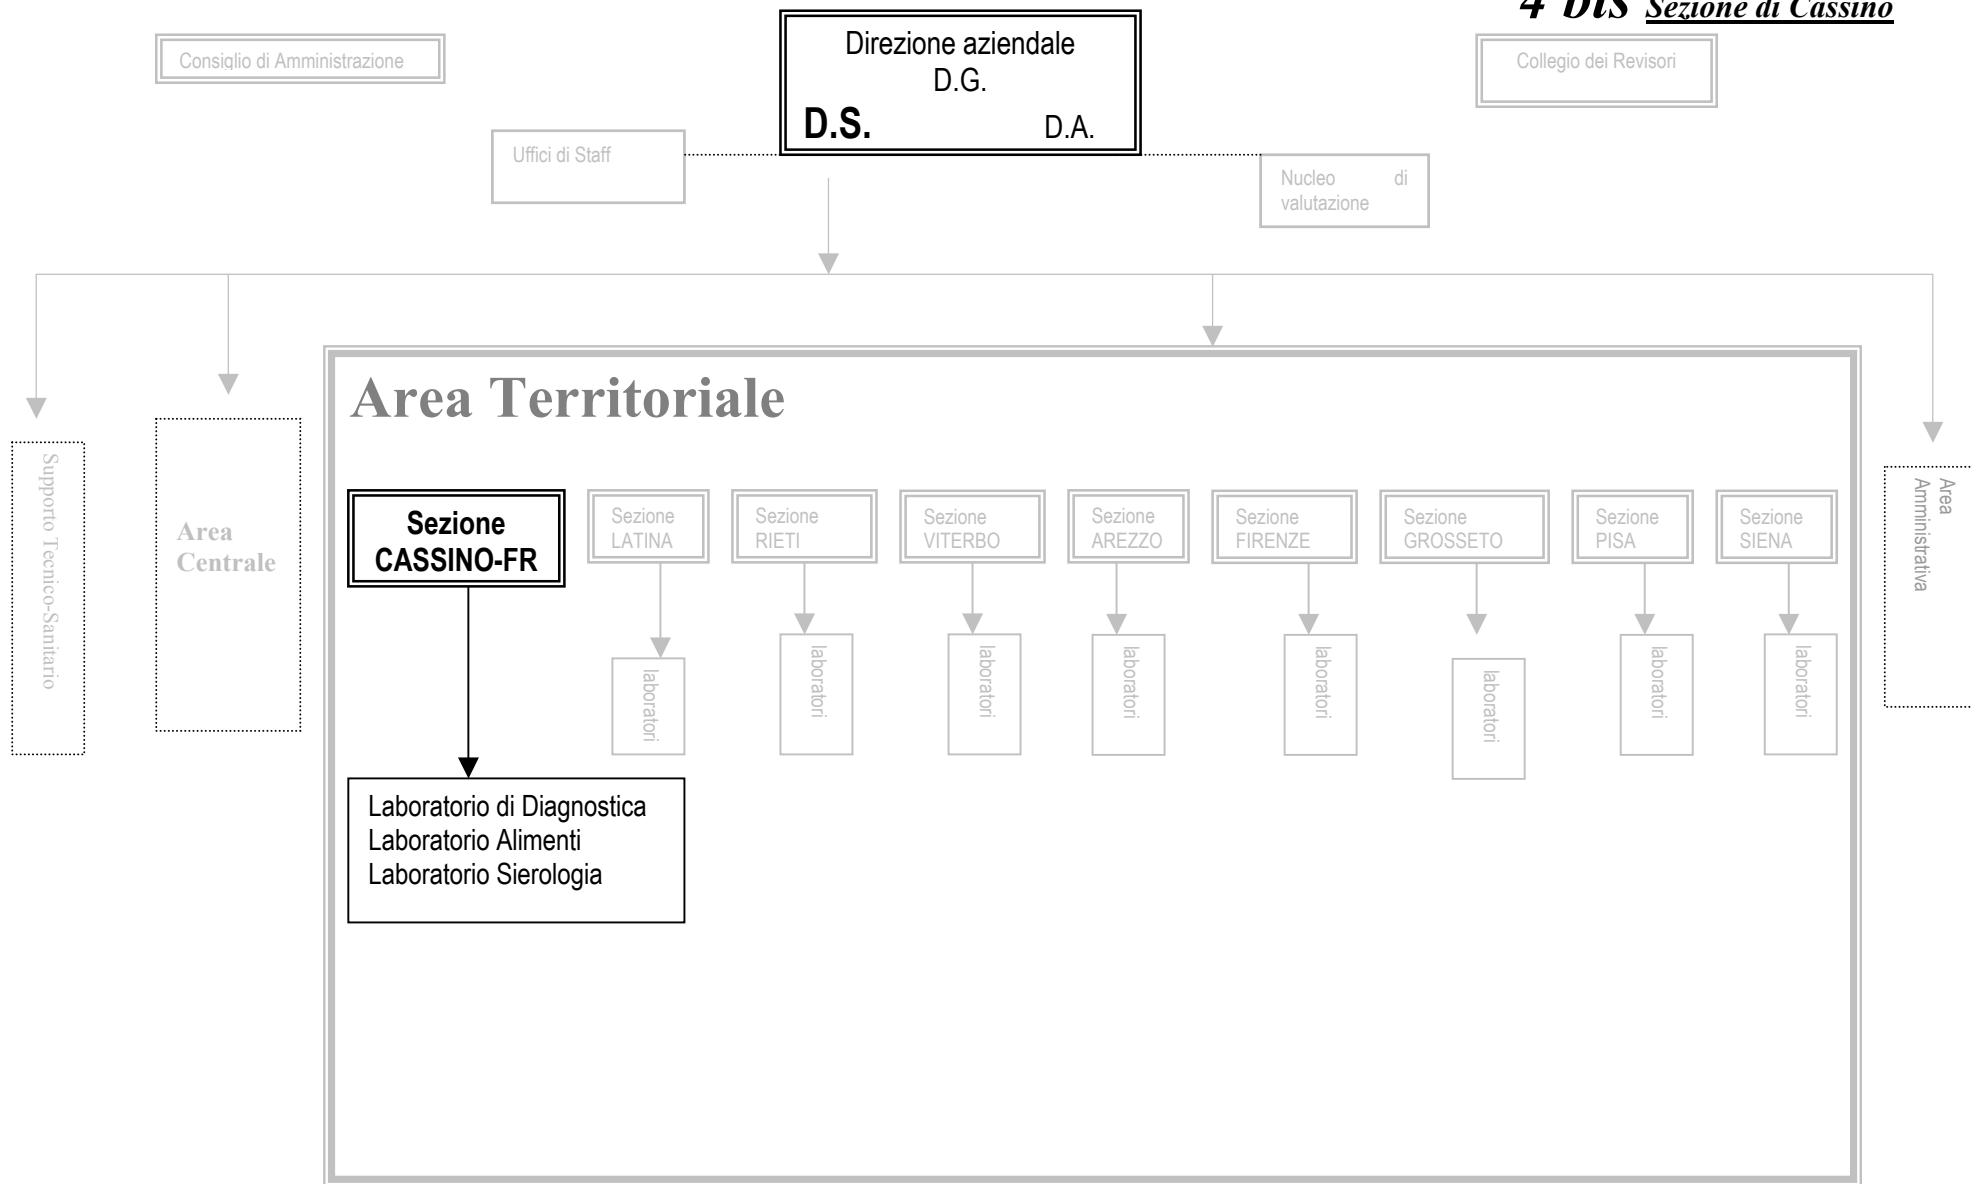 4 bis Sezione di Cassino
Consiglio di Amministrazione
Direzione aziendale
D.G.
D.S. D.A.
Collegio dei Revisori
Uffici di Staff
Nucleo di
valutazione
Area Territoriale
Supporto Tecnico-Sanitario
Area
Centrale
Sezione
CASSINO-FR
Sezione
LATINA
Sezione
RIETI
Sezione
VITERBO
Sezione
AREZZO
Sezione
FIRENZE
Sezione
GROSSETO
Sezione
PISA
Sezione
SIENA
Area
Amministrativa
laboratori
laboratori
laboratori
laboratori
laboratori
laboratori
laboratori
laboratori
Laboratorio di Diagnostica
Laboratorio Alimenti
Laboratorio Sierologia